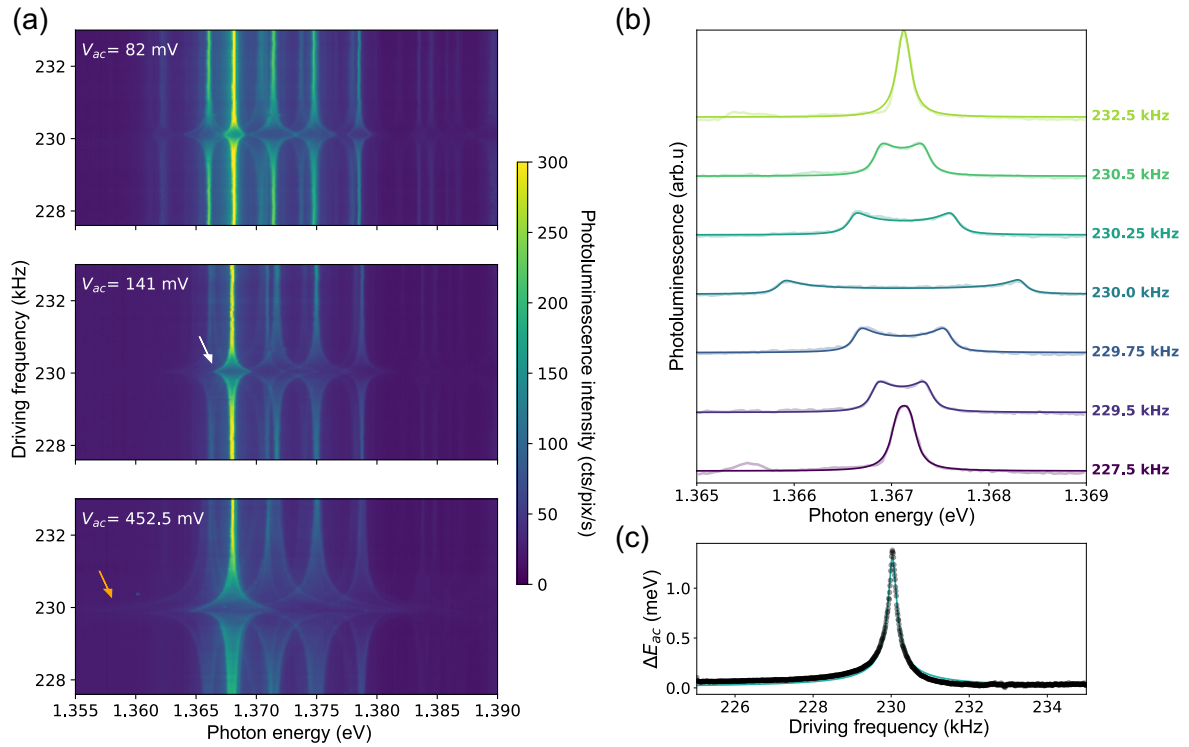 (a)
V_ac = 82 mV
232
230
228
V_ac = 141 mV
232
230
228
V_ac = 452.5 mV
232
230
228
1.355 1.360 1.365 1.370 1.375 1.380 1.385 1.390
Photon energy (eV)
Driving frequency (kHz)
300
250
200
150
100
50
0
Photoluminescence intensity (cts/pix/s)
(b)
232.5 kHz
230.5 kHz
230.25 kHz
230.0 kHz
229.75 kHz
229.5 kHz
227.5 kHz
1.365 1.366 1.367 1.368 1.369
Photon energy (eV)
Photoluminescence (arb.u)
(c)
1.0
0.5
0.0
ΔE_ac (meV)
226 228 230 232 234
Driving frequency (kHz)